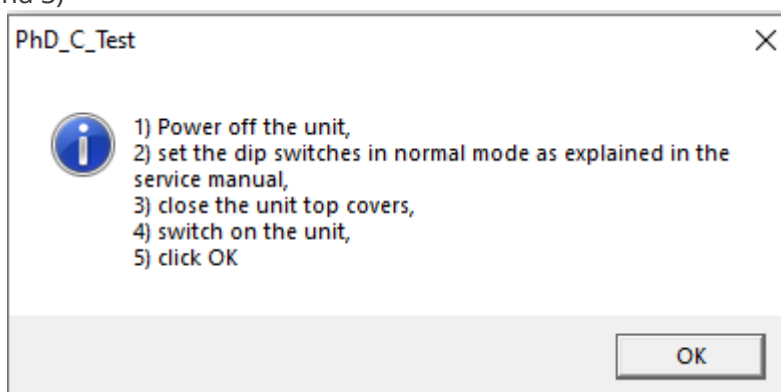 PhD_C_Test
1) Power off the unit,
2) set the dip switches in normal mode as explained in the
service manual,
3) close the unit top covers,
4) switch on the unit,
5) click OK
OK